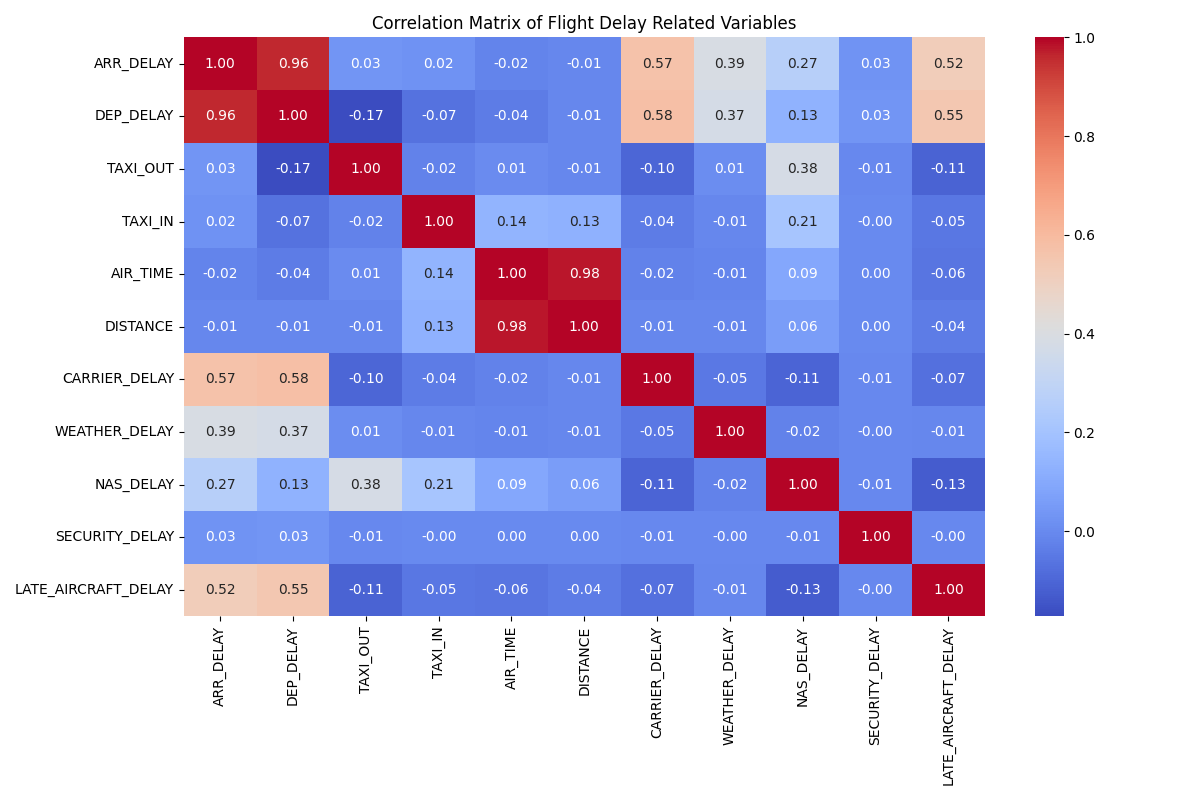 Correlation Matrix of Flight Delay Related Variables
ARR_DELAY 1.00 0.96 0.03 0.02 -0.02 -0.01 0.57 0.39 0.27 0.03 0.52
DEP_DELAY 0.96 1.00 -0.17 -0.07 -0.04 -0.01 0.58 0.37 0.13 0.03 0.55
TAXI_OUT 0.03 -0.17 1.00 -0.02 0.01 -0.01 -0.10 0.01 0.38 -0.01 -0.11
TAXI_IN 0.02 -0.07 -0.02 1.00 0.14 0.13 -0.04 -0.01 0.21 -0.00 -0.05
AIR_TIME -0.02 -0.04 0.01 0.14 1.00 0.98 -0.02 -0.01 0.09 0.00 -0.06
DISTANCE -0.01 -0.01 -0.01 0.13 0.98 1.00 -0.01 -0.01 0.06 0.00 -0.04
CARRIER_DELAY 0.57 0.58 -0.10 -0.04 -0.02 -0.01 1.00 -0.05 -0.11 -0.01 -0.07
WEATHER_DELAY 0.39 0.37 0.01 -0.01 -0.01 -0.01 -0.05 1.00 -0.02 -0.00 -0.01
NAS_DELAY 0.27 0.13 0.38 0.21 0.09 0.06 -0.11 -0.02 1.00 -0.01 -0.13
SECURITY_DELAY 0.03 0.03 -0.01 -0.00 0.00 0.00 -0.01 -0.00 -0.01 1.00 -0.00
LATE_AIRCRAFT_DELAY 0.52 0.55 -0.11 -0.05 -0.06 -0.04 -0.07 -0.01 -0.13 -0.00 1.00
ARR_DELAY
DEP_DELAY
TAXI_OUT
TAXI_IN
AIR_TIME
DISTANCE
CARRIER_DELAY
WEATHER_DELAY
NAS_DELAY
SECURITY_DELAY
LATE_AIRCRAFT_DELAY
1.0
0.8
0.6
0.4
0.2
0.0